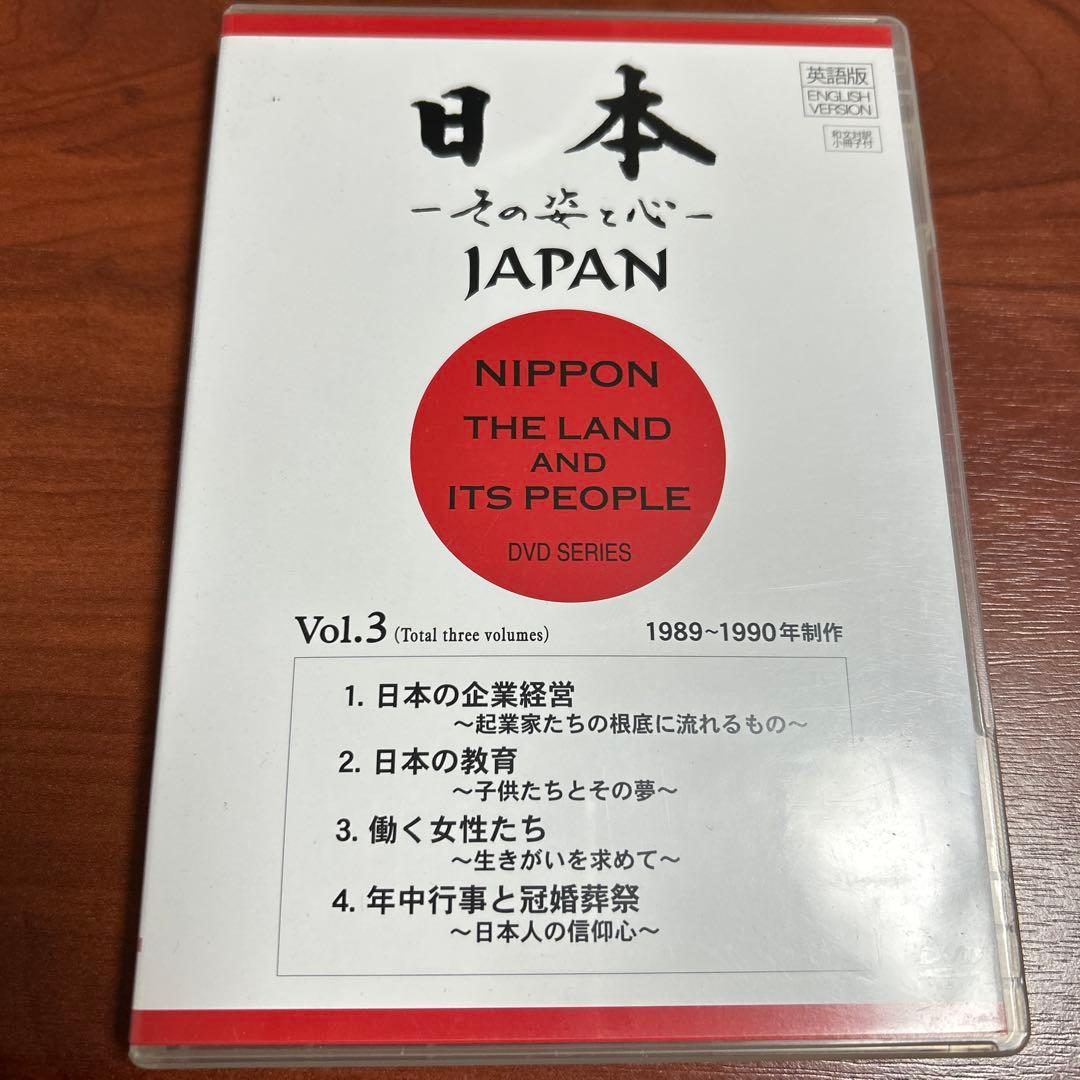 英語版
ENGLISH
VERSION
和文対訳
小冊子付
日本
-その姿と心-
JAPAN
NIPPON
THE LAND
AND
ITS PEOPLE
DVD SERIES
Vol.3 (Total three volumes)
1989~1990年制作
1. 日本の企業経営
~起業家たちの根底に流れるもの~
2. 日本の教育
~子供たちとその夢~
3. 働く女性たち
~生きがいを求めて~
4. 年中行事と冠婚葬祭
~日本人の信仰心~